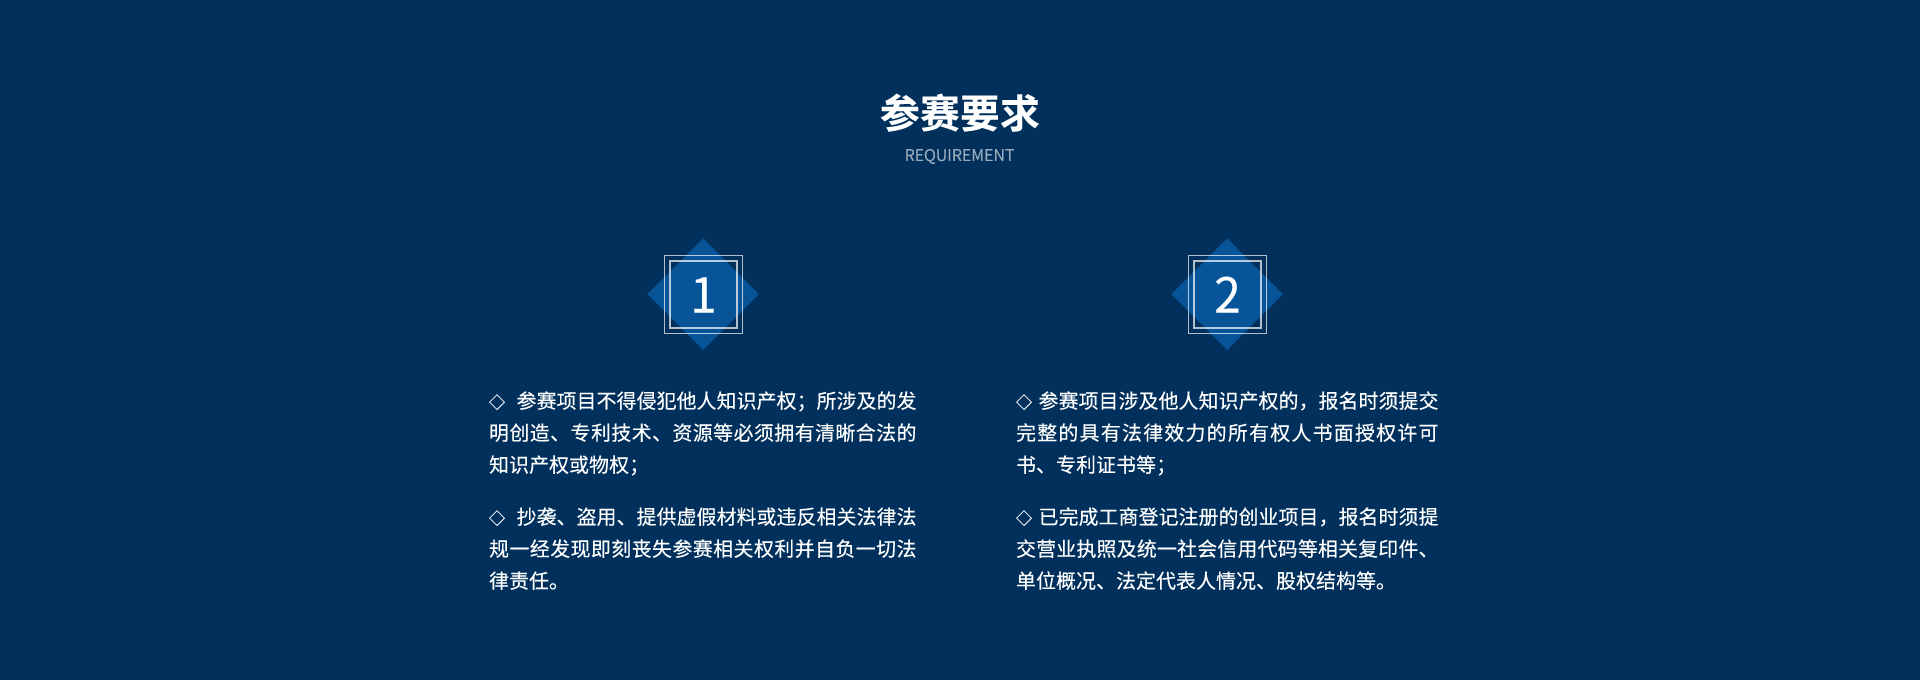 参赛要求
REQUIREMENT
1
◇ 参赛项目不得侵犯他人知识产权；所涉及的发
明创造、专利技术、资源等必须拥有清晰合法的
知识产权或物权；
◇ 抄袭、盗用、提供虚假材料或违反相关法律法
规一经发现即刻丧失参赛相关权利并自负一切法
律责任。
2
◇ 参赛项目涉及他人知识产权的，报名时须提交
完整的具有法律效力的所有权人书面授权许可
书、专利证书等；
◇ 已完成工商登记注册的创业项目，报名时须提
交营业执照及统一社会信用代码等相关复印件、
单位概况、法定代表人情况、股权结构等。